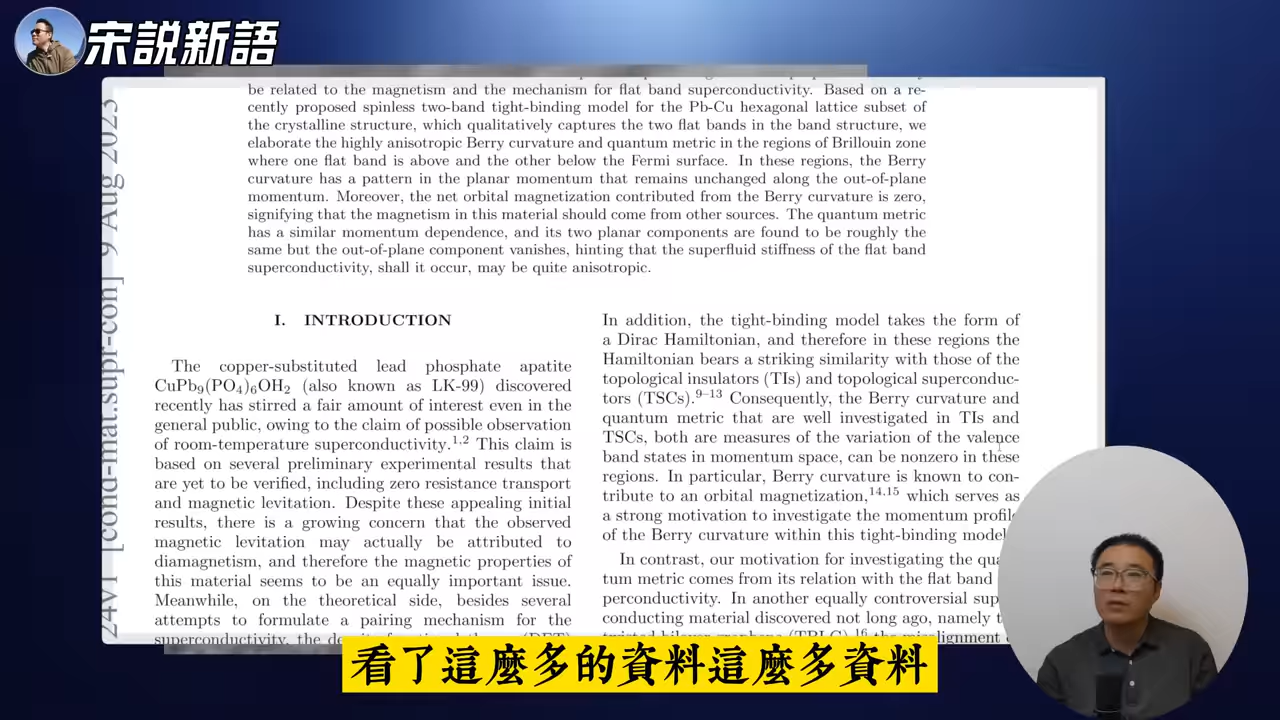 宋説新語
be related to the magnetism and the mechanism for flat band superconductivity. Based on a re-
cently proposed spinless two-band tight-binding model for the Pb-Cu hexagonal lattice subset of
the crystalline structure, which qualitatively captures the two flat bands in the band structure, we
elaborate the highly anisotropic Berry curvature and quantum metric in the regions of Brillouin zone
where one flat band is above and the other below the Fermi surface. In these regions, the Berry
curvature has a pattern in the planar momentum that remains unchanged along the out-of-plane
momentum. Moreover, the net orbital magnetization contributed from the Berry curvature is zero,
signifying that the magnetism in this material should come from other sources. The quantum metric
has a similar momentum dependence, and its two planar components are found to be roughly the
same but the out-of-plane component vanishes, hinting that the superfluid stiffness of the flat band
superconductivity, shall it occur, may be quite anisotropic.
24v1 [cond-mat.supr-con] 9 Aug 2023
I. INTRODUCTION
The copper-substituted lead phosphate apatite
CuPb9(PO4)6OH2 (also known as LK-99) discovered
recently has stirred a fair amount of interest even in the
general public, owing to the claim of possible observation
of room-temperature superconductivity.1,2 This claim is
based on several preliminary experimental results that
are yet to be verified, including zero resistance transport
and magnetic levitation. Despite these appealing initial
results, there is a growing concern that the observed
magnetic levitation may actually be attributed to
diamagnetism, and therefore the magnetic properties of
this material seems to be an equally important issue.
Meanwhile, on the theoretical side, besides several
attempts to formulate a pairing mechanism for the
superconductivity, the
In addition, the tight-binding model takes the form of
a Dirac Hamiltonian, and therefore in these regions the
Hamiltonian bears a striking similarity with those of the
topological insulators (TIs) and topological superconduc-
tors (TSCs).9–13 Consequently, the Berry curvature and
quantum metric that are well investigated in TIs and
TSCs, both are measures of the variation of the valence
band states in momentum space, can be nonzero in these
regions. In particular, Berry curvature is known to con-
tribute to an orbital magnetization,14,15 which serves as
a strong motivation to investigate the momentum profile
of the Berry curvature within this tight-binding model.
In contrast, our motivation for investigating the qua
tum metric comes from its relation with the flat band
perconductivity. In another equally controversial sup
conducting material discovered not long ago, namely t
twisted bilayer graphene (TBLG),16 the misalignment
看了這麼多的資料這麼多資料